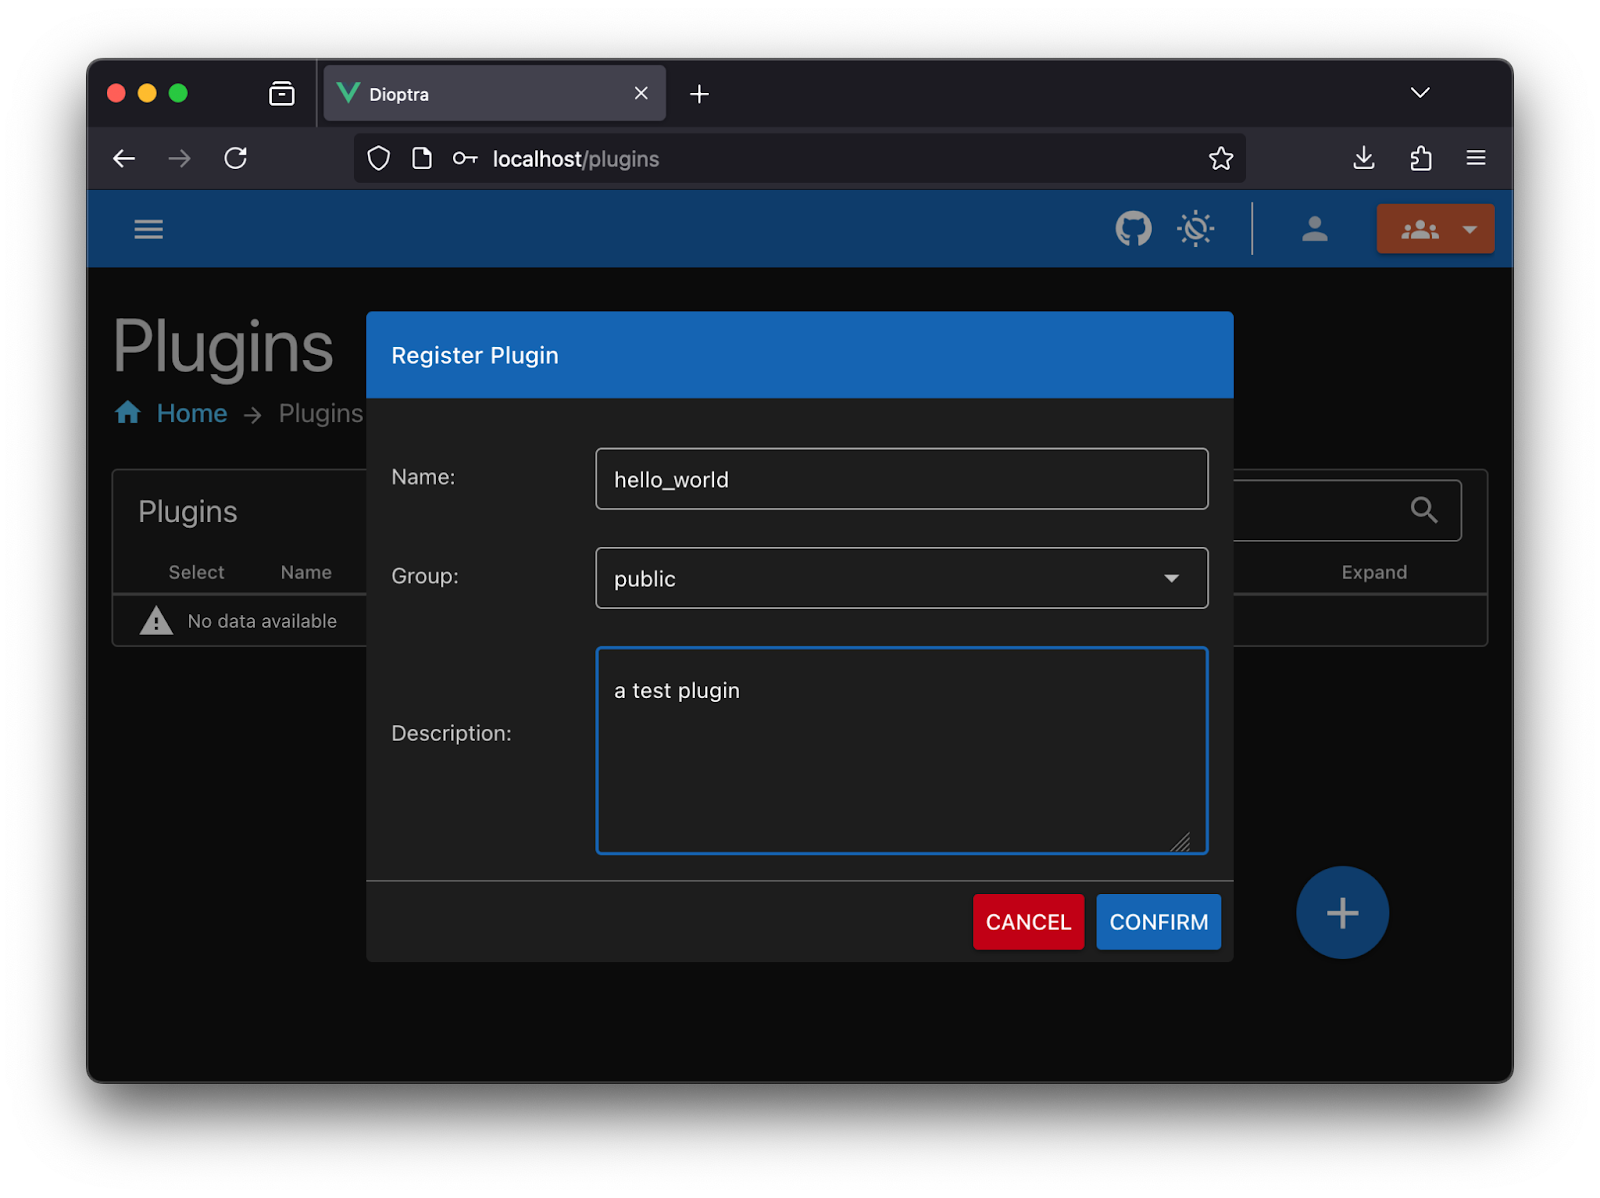 Dioptra
localhost/plugins
Plugins
Home → Plugins
Plugins
Select Name Expand
No data available
Register Plugin
Name: hello_world
Group: public
Description: a test plugin
CANCEL CONFIRM